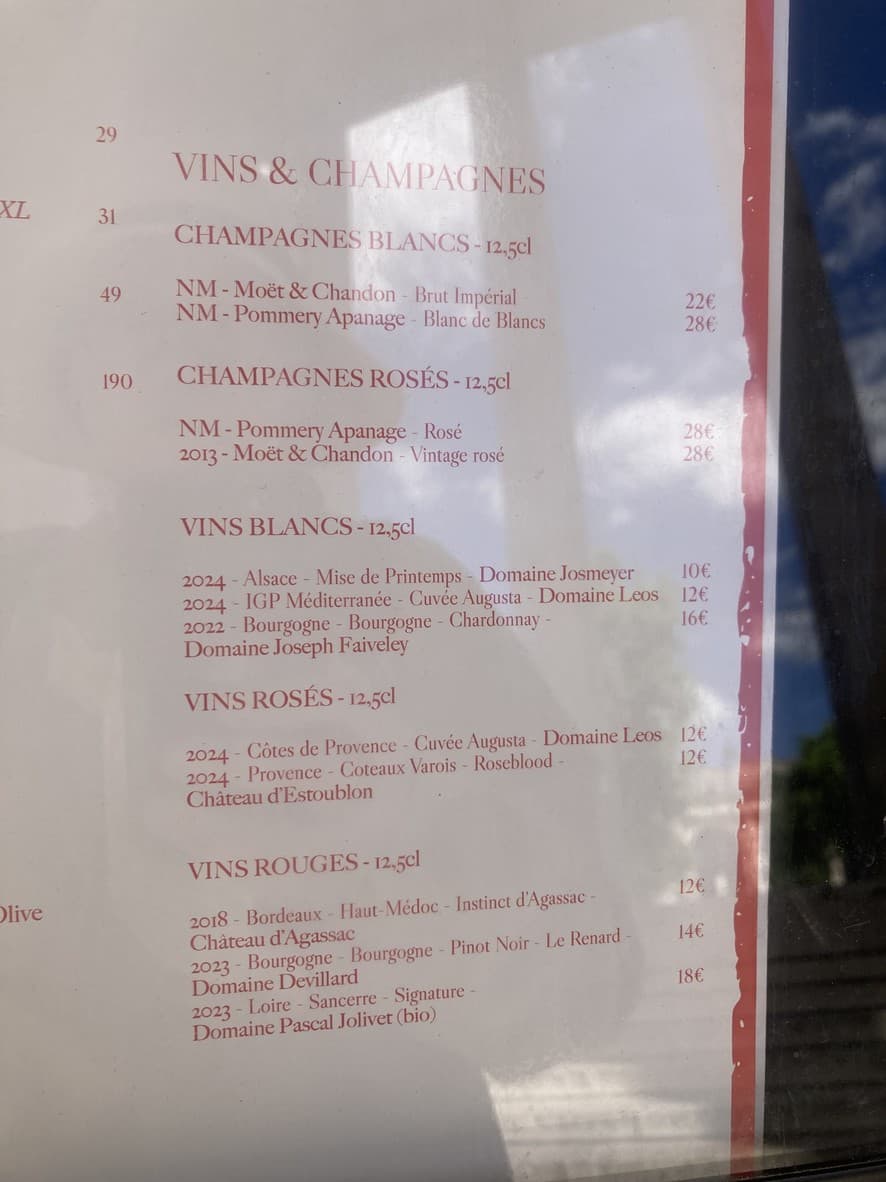 29
XL 31
49
190
Olive
VINS & CHAMPAGNES
CHAMPAGNES BLANCS - 12,5cl
NM - Moët & Chandon - Brut Impérial 22€
NM - Pommery Apanage - Blanc de Blancs 28€
CHAMPAGNES ROSÉS - 12,5cl
NM - Pommery Apanage - Rosé 28€
2013 - Moët & Chandon - Vintage rosé 28€
VINS BLANCS - 12,5cl
2024 - Alsace - Mise de Printemps - Domaine Josmeyer 10€
2024 - IGP Méditerranée - Cuvée Augusta - Domaine Leos 12€
2022 - Bourgogne - Bourgogne - Chardonnay - 16€
Domaine Joseph Faiveley
VINS ROSÉS - 12,5cl
2024 - Côtes de Provence - Cuvée Augusta - Domaine Leos 12€
2024 - Provence - Coteaux Varois - Roseblood - 12€
Château d'Estoublon
VINS ROUGES - 12,5cl
2018 - Bordeaux - Haut-Médoc - Instinct d'Agassac - 12€
Château d'Agassac
2023 - Bourgogne - Bourgogne - Pinot Noir - Le Renard - 14€
Domaine Devillard
2023 - Loire - Sancerre - Signature - 18€
Domaine Pascal Jolivet (bio)